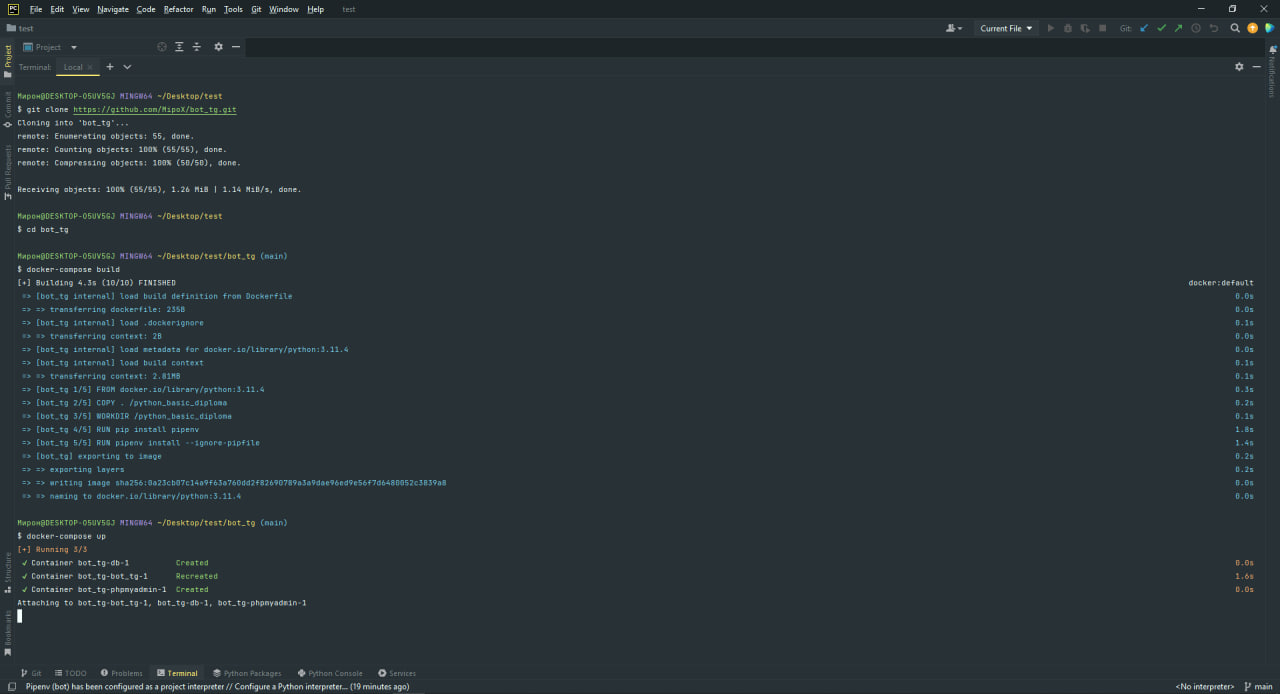 PC File Edit View Navigate Code Refactor Run Tools Git Window Help test
test
Current File
Git:
Project
Project
Terminal: Local
Notifications
Commit
Pull Requests
Structure
Bookmarks
Мирон@DESKTOP-O5UV5GJ MINGW64 ~/Desktop/test
$ git clone https://github.com/MipoX/bot_tg.git
Cloning into 'bot_tg'...
remote: Enumerating objects: 55, done.
remote: Counting objects: 100% (55/55), done.
remote: Compressing objects: 100% (50/50), done.
Receiving objects: 100% (55/55), 1.26 MiB | 1.14 MiB/s, done.
Мирон@DESKTOP-O5UV5GJ MINGW64 ~/Desktop/test
$ cd bot_tg
Мирон@DESKTOP-O5UV5GJ MINGW64 ~/Desktop/test/bot_tg (main)
$ docker-compose build
[+] Building 4.3s (10/10) FINISHED docker:default
=> [bot_tg internal] load build definition from Dockerfile 0.0s
=> => transferring dockerfile: 235B 0.0s
=> [bot_tg internal] load .dockerignore 0.1s
=> => transferring context: 2B 0.0s
=> [bot_tg internal] load metadata for docker.io/library/python:3.11.4 0.0s
=> [bot_tg internal] load build context 0.1s
=> => transferring context: 2.81MB 0.1s
=> [bot_tg 1/5] FROM docker.io/library/python:3.11.4 0.3s
=> [bot_tg 2/5] COPY . /python_basic_diploma 0.2s
=> [bot_tg 3/5] WORKDIR /python_basic_diploma 0.1s
=> [bot_tg 4/5] RUN pip install pipenv 1.8s
=> [bot_tg 5/5] RUN pipenv install --ignore-pipfile 1.4s
=> [bot_tg] exporting to image 0.2s
=> => exporting layers 0.2s
=> => writing image sha256:0a23cb07c14a9f63a760dd2f82690789a3a9dae96ed9e56f7d6480052c3839a8 0.0s
=> => naming to docker.io/library/python:3.11.4 0.0s
Мирон@DESKTOP-O5UV5GJ MINGW64 ~/Desktop/test/bot_tg (main)
$ docker-compose up
[+] Running 3/3
✔ Container bot_tg-db-1 Created 0.0s
✔ Container bot_tg-bot_tg-1 Recreated 1.6s
✔ Container bot_tg-phpmyadmin-1 Created 0.0s
Attaching to bot_tg-bot_tg-1, bot_tg-db-1, bot_tg-phpmyadmin-1
Git TODO Problems Terminal Python Packages Python Console Services
Pipenv (bot) has been configured as a project interpreter // Configure a Python interpreter... (19 minutes ago) <No interpreter> main